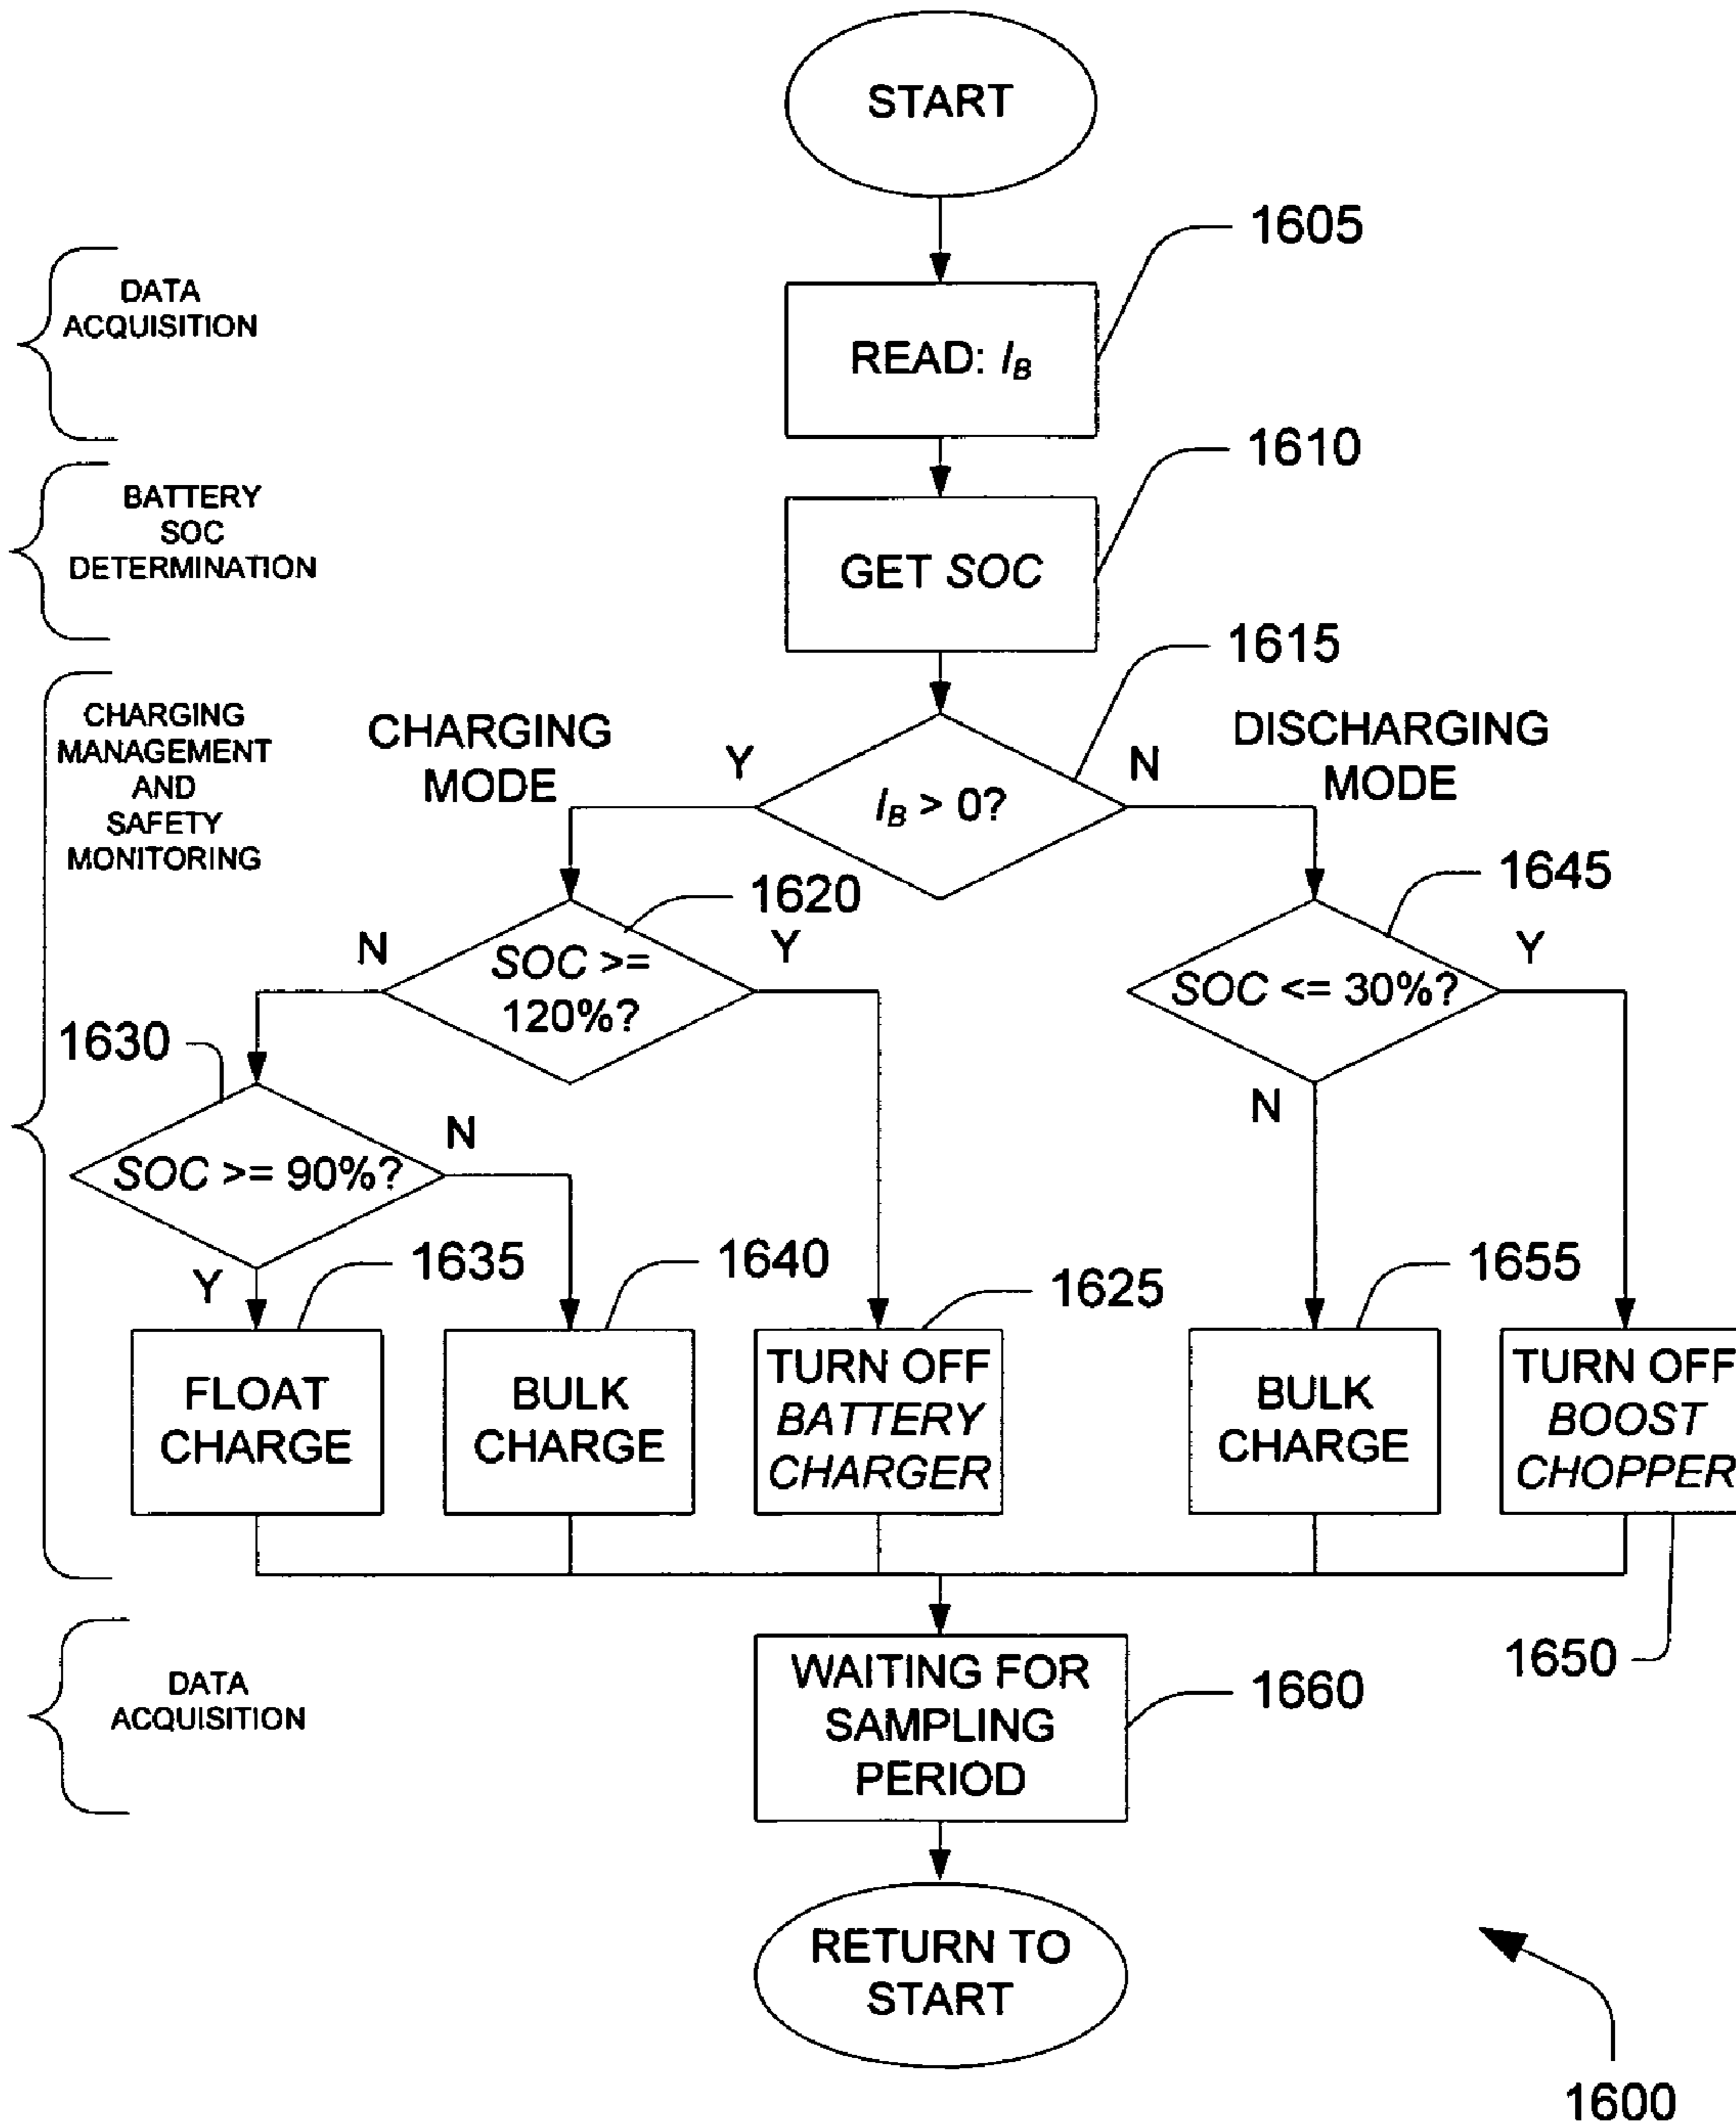 START
1605
DATA
ACQUISITION
READ: I_B
1610
BATTERY
SOC
DETERMINATION
GET SOC
1615
CHARGING
MANAGEMENT
AND
SAFETY
MONITORING
CHARGING
MODE
Y
I_B > 0?
N
DISCHARGING
MODE
1620
1645
N
SOC >=
120%?
Y
SOC <= 30%?
Y
1630
N
SOC >= 90%?
N
Y
1635
1640
1625
1655
FLOAT
CHARGE
BULK
CHARGE
TURN OFF
BATTERY
CHARGER
BULK
CHARGE
TURN OFF
BOOST
CHOPPER
1650
DATA
ACQUISITION
WAITING FOR
SAMPLING
PERIOD
1660
RETURN TO
START
1600